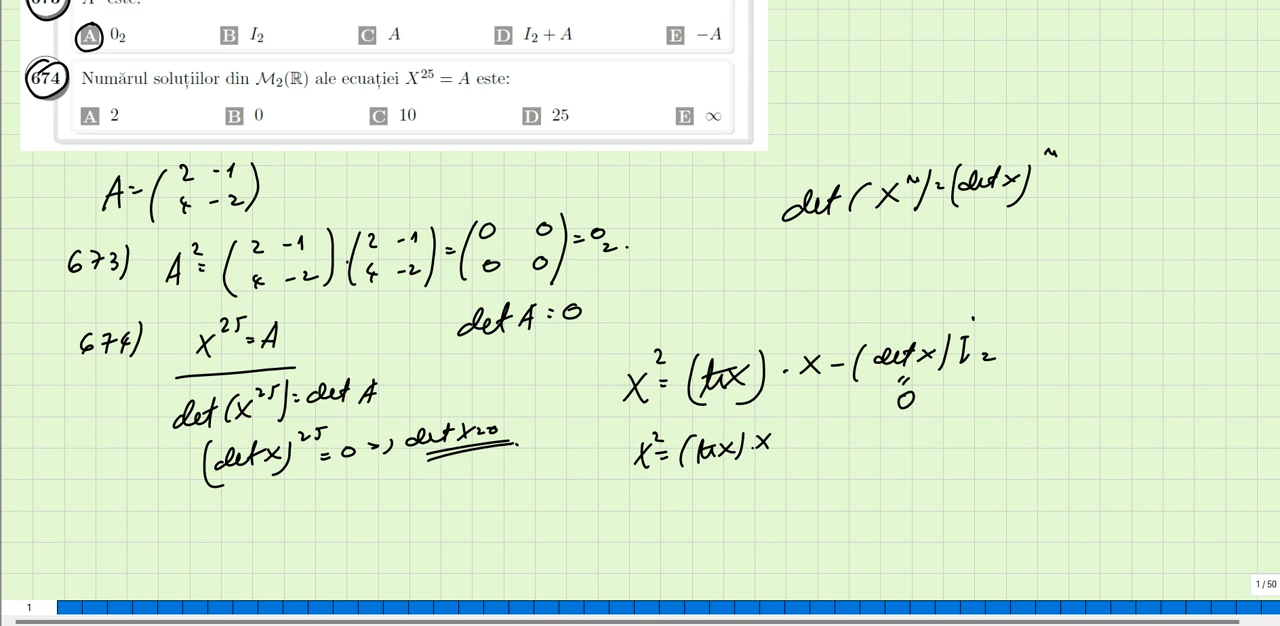 A 0₂ B I₂ C A D I₂ + A E −A
674 Numărul soluțiilor din M₂(ℝ) ale ecuației X²⁵ = A este:
A 2 B 0 C 10 D 25 E ∞
A = (2 -1
4 -2)
det(Xⁿ) = (det X)ⁿ
673) A² = (2 -1
4 -2) · (2 -1
4 -2) = (0 0
0 0) = 0₂.
det A = 0
674) X²⁵ = A
det(X²⁵) = det A
(det X)²⁵ = 0 => det X = 0
X² = (tr X) · X - (det X) I₂
0
X² = (tr X) · X
1/50
1